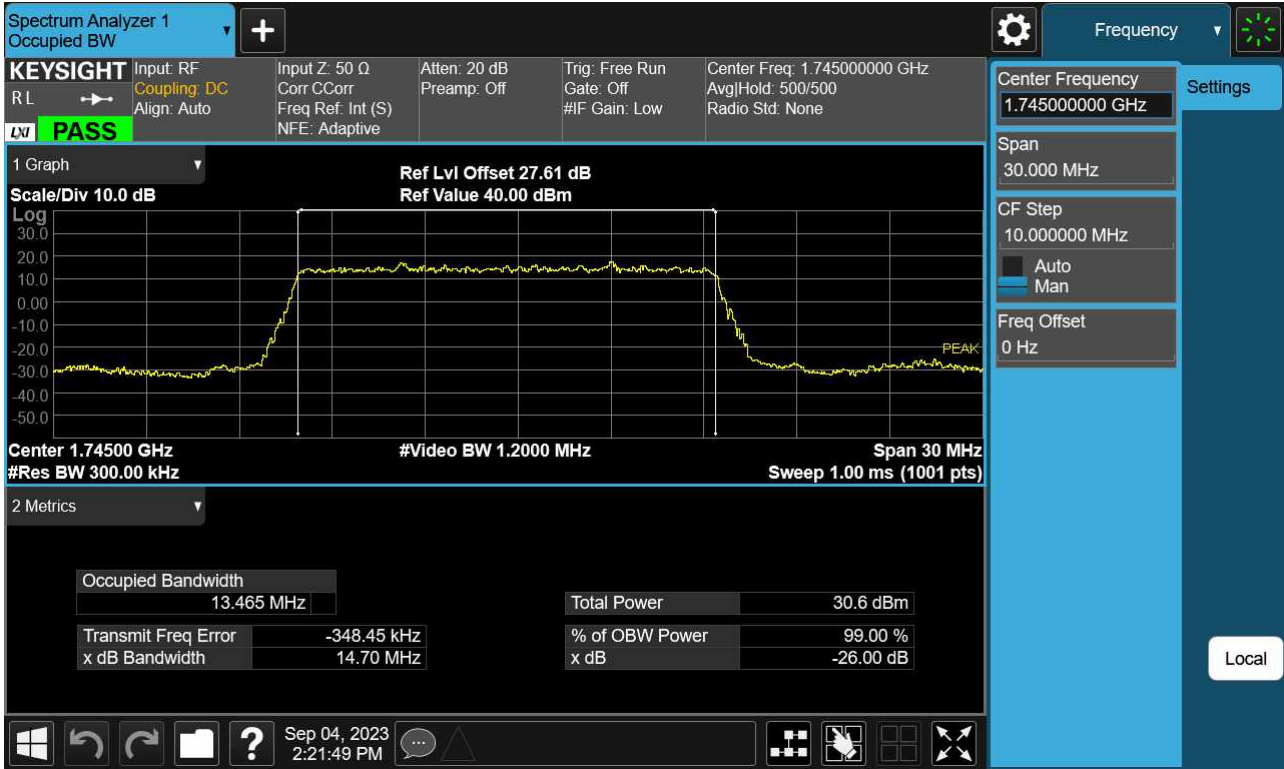 Spectrum Analyzer 1
Occupied BW
Frequency
KEYSIGHT
R L
LXI
PASS
Input: RF
Coupling: DC
Align: Auto
Input Z: 50 Ω
Corr CCorr
Freq Ref: Int (S)
NFE: Adaptive
Atten: 20 dB
Preamp: Off
Trig: Free Run
Gate: Off
#IF Gain: Low
Center Freq: 1.745000000 GHz
Avg|Hold: 500/500
Radio Std: None
Center Frequency
1.745000000 GHz
Settings
Span
30.000 MHz
CF Step
10.000000 MHz
Auto
Man
Freq Offset
0 Hz
Local
1 Graph
Scale/Div 10.0 dB
Ref Lvl Offset 27.61 dB
Ref Value 40.00 dBm
Log
30.0
20.0
10.0
0.00
-10.0
-20.0
-30.0
-40.0
-50.0
PEAK
Center 1.74500 GHz
#Video BW 1.2000 MHz
Span 30 MHz
#Res BW 300.00 kHz
Sweep 1.00 ms (1001 pts)
2 Metrics
Occupied Bandwidth
13.465 MHz
Total Power 30.6 dBm
Transmit Freq Error -348.45 kHz
% of OBW Power 99.00 %
x dB Bandwidth 14.70 MHz
x dB -26.00 dB
?
Sep 04, 2023
2:21:49 PM